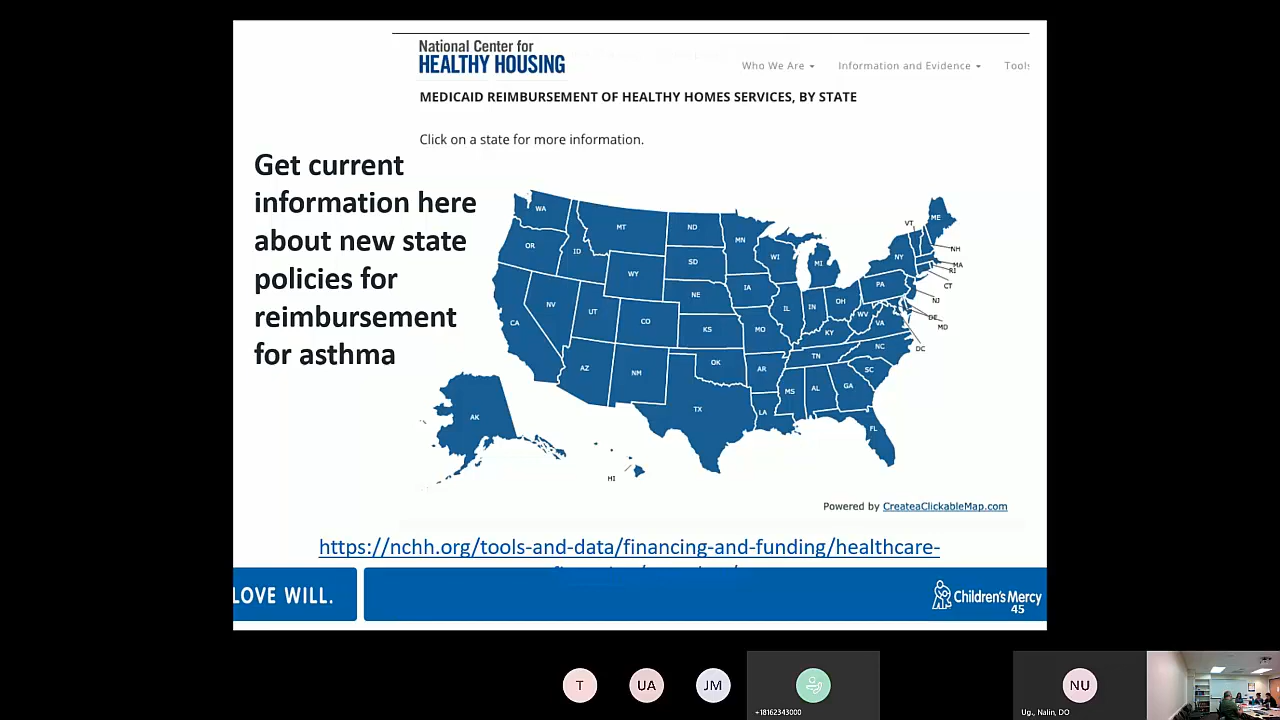 National Center for
HEALTHY HOUSING
Who We Are
Information and Evidence
Tools
MEDICAID REIMBURSEMENT OF HEALTHY HOMES SERVICES, BY STATE
Click on a state for more information.
Get current
information here
about new state
policies for
reimbursement
for asthma
WA
MT
ND
MN
VT
ME
OR
ID
SD
WI
MI
NY
NH
MA
RI
WY
CT
NV
NE
IA
PA
NJ
CA
UT
CO
KS
MO
IL
IN
OH
WV
VA
DE
MD
KY
DC
AZ
NM
OK
AR
TN
NC
SC
MS
AL
GA
TX
LA
FL
AK
HI
Powered by CreateaClickableMap.com
https://nchh.org/tools-and-data/financing-and-funding/healthcare-
LOVE WILL.
Children's Mercy
45
T
UA
JM
+18162343000
NU
Ug., Nalin, DO